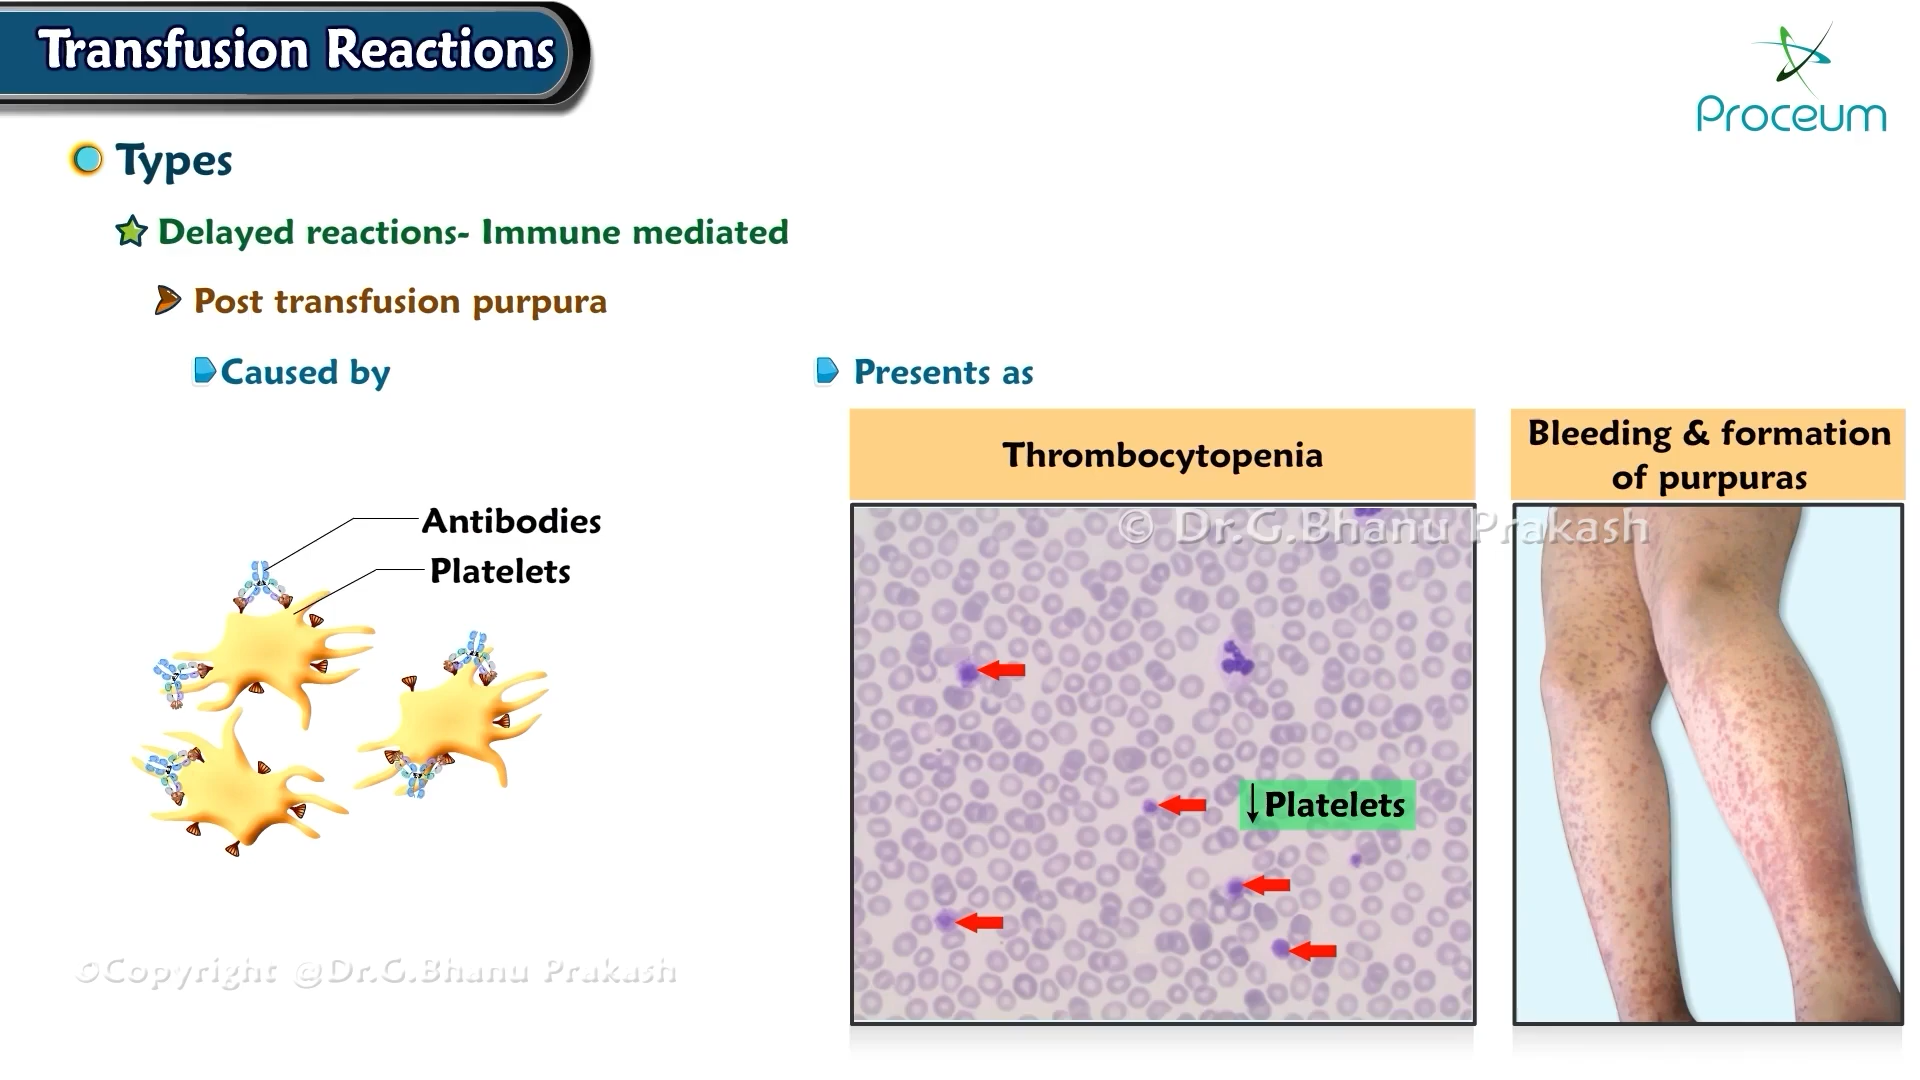 Transfusion Reactions
Proceum
Types
Delayed reactions- Immune mediated
Post transfusion purpura
Caused by
Presents as
Antibodies
Platelets
Thrombocytopenia
Bleeding & formation
of purpuras
© Dr.G.Bhanu Prakash
↓Platelets
©Copyright @Dr.G.Bhanu Prakash